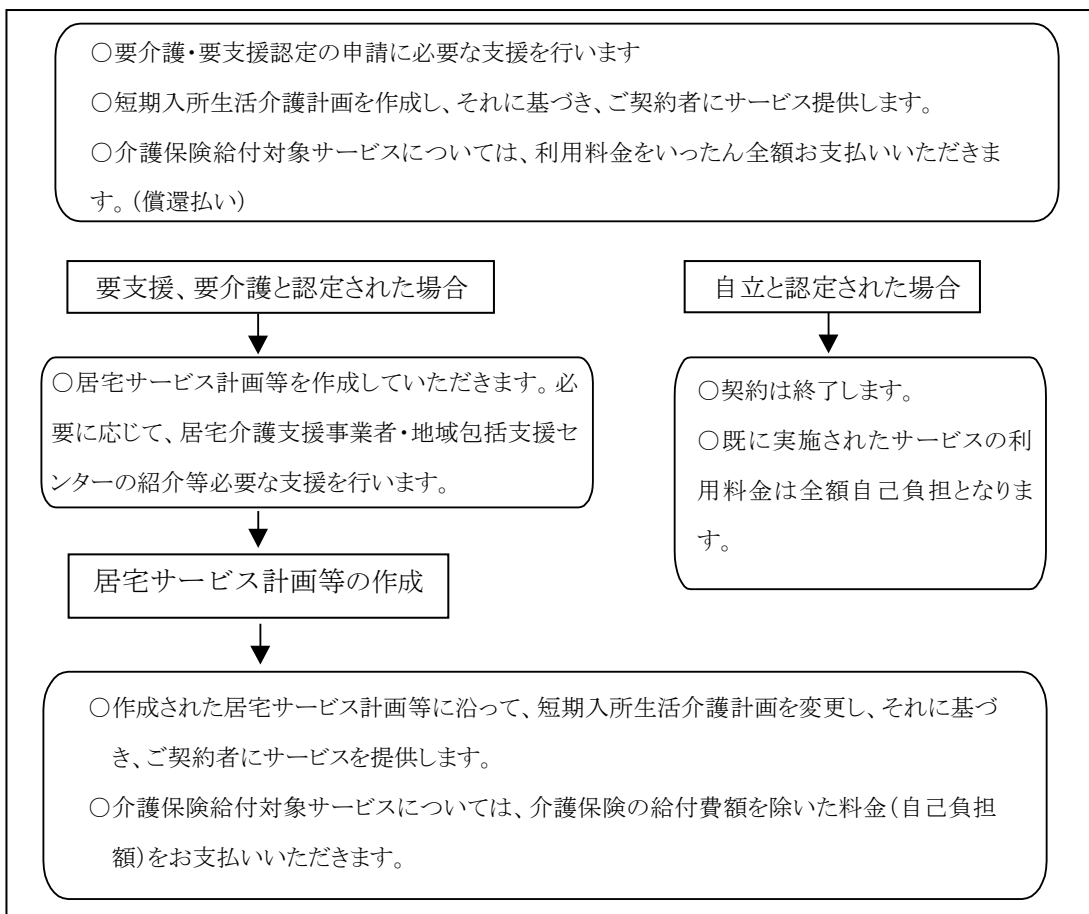 ○要介護・要支援認定の申請に必要な支援を行います
○短期入所生活介護計画を作成し、それに基づき、ご契約者にサービス提供します。
○介護保険給付対象サービスについては、利用料金をいったん全額お支払いいただきま
す。（償還払い）
要支援、要介護と認定された場合
○居宅サービス計画等を作成していただきます。必
要に応じて、居宅介護支援事業者・地域包括支援セ
ンターの紹介等必要な支援を行います。
居宅サービス計画等の作成
自立と認定された場合
○契約は終了します。
○既に実施されたサービスの利
用料金は全額自己負担となりま
す。
○作成された居宅サービス計画等に沿って、短期入所生活介護計画を変更し、それに基づ
き、ご契約者にサービスを提供します。
○介護保険給付対象サービスについては、介護保険の給付費額を除いた料金（自己負担
額）をお支払いいただきます。